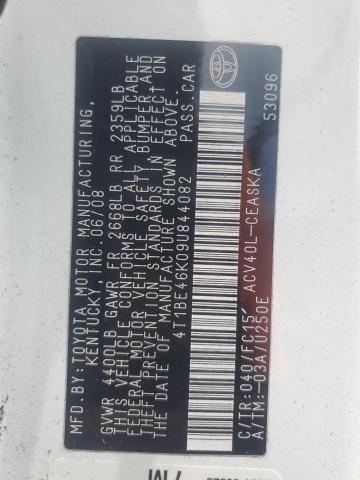 MFD. BY: TOYOTA MOTOR MANUFACTURING,
KENTUCKY, INC. 06/08
GVWR 4400LB GAWR FR 2668LB RR 2359LB
THIS VEHICLE CONFORMS TO ALL APPLICABLE
FEDERAL MOTOR VEHICLE SAFETY, BUMPER, AND
THEFT PREVENTION STANDARDS IN EFFECT ON
THE DATE OF MANUFACTURE SHOWN ABOVE.
4T1BE46K09U844082 PASS. CAR
C/TR: 040/FC15 ACV40L-CEASKA
A/TM: -03A/U250E 53096